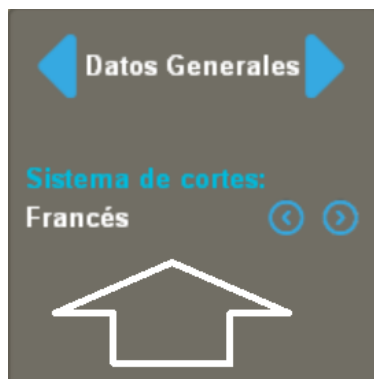 Datos Generales
Sistema de cortes:
Francés